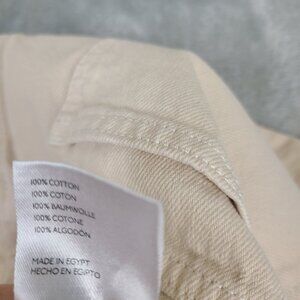 100% COTTON
100% COTON
100% BAUMWOLLE
100% COTONE
100% ALGODÓN
MADE IN EGYPT
HECHO EN EGIPTO